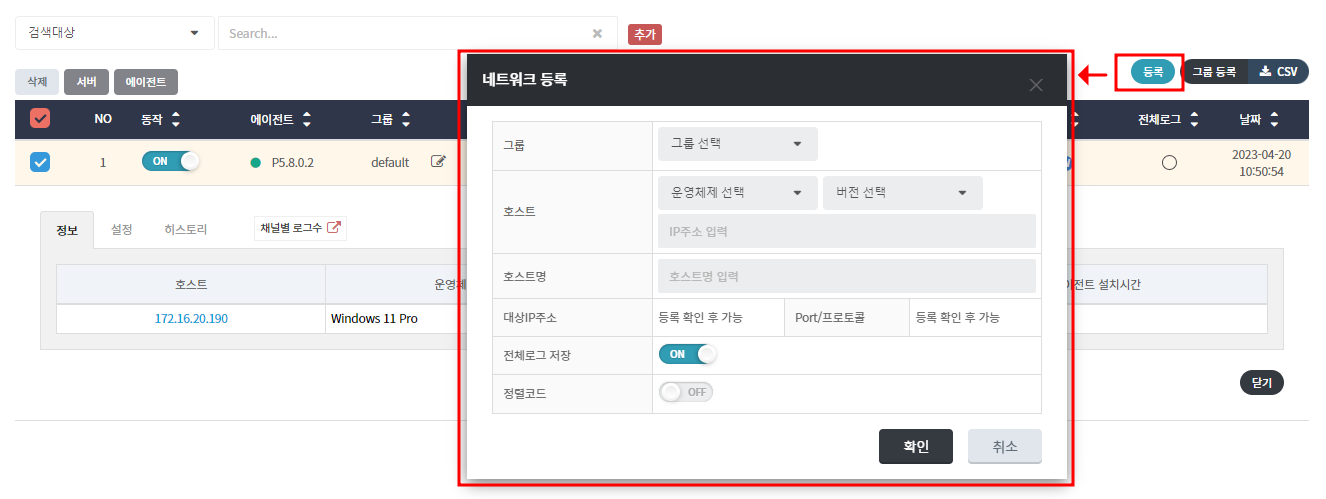 검색대상 Search... 추가
삭제 서버 에이전트 등록 그룹 등록 CSV
NO 동작 에이전트 그룹 전체로그 날짜
1 ON P5.8.0.2 default 2023-04-20
10:50:54
정보 설정 히스토리 채널별 로그수
호스트 운영체 이전트 설치시간
172.16.20.190 Windows 11 Pro
닫기
네트워크 등록
그룹 그룹 선택
호스트 운영체제 선택 버전 선택
IP주소 입력
호스트명 호스트명 입력
대상IP주소 등록 확인 후 가능 Port/프로토콜 등록 확인 후 가능
전체로그 저장 ON
정렬코드 OFF
확인 취소